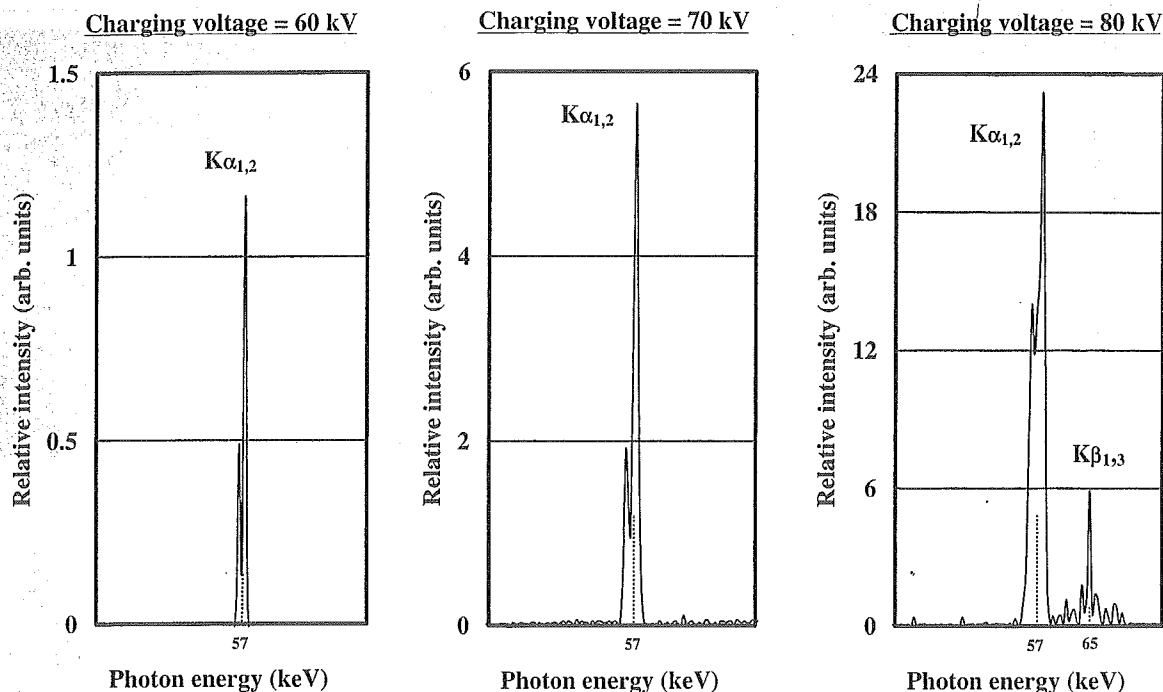 Charging voltage = 60 kV
1.5
1
0.5
0
Kα1,2
57
Relative intensity (arb. units)
Photon energy (keV)
Charging voltage = 70 kV
6
4
2
0
Kα1,2
57
Relative intensity (arb. units)
Photon energy (keV)
Charging voltage = 80 kV
24
18
12
6
0
Kα1,2
Kβ1,3
57 65
Relative intensity (arb. units)
Photon energy (keV)